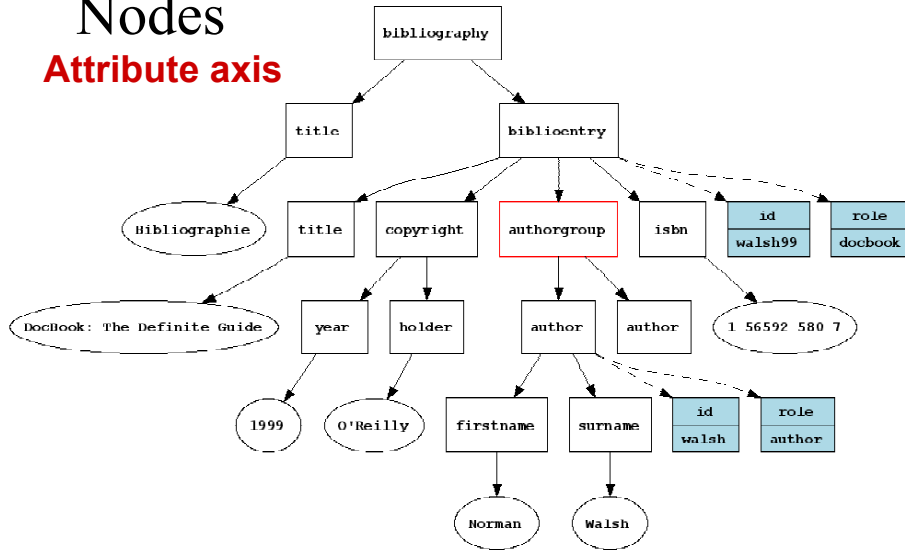 Nodes
Attribute axis
bibliography
title
biblioentry
Bibliographie
title
copyright
authorgroup
isbn
id
walsh99
role
docbook
DocBook: The Definite Guide
year
holder
author
author
1 56592 580 7
1999
O'Reilly
firstname
surname
id
walsh
role
author
Norman
Walsh